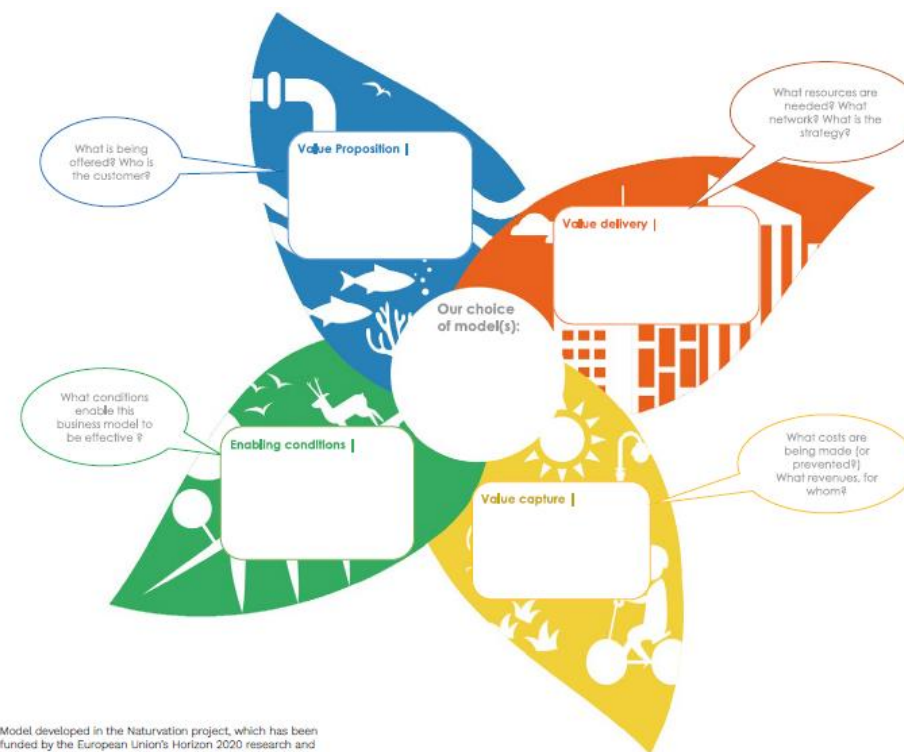 What is being
offered? Who is
the customer?
Value Proposition |
What resources are
needed? What
network? What is the
strategy?
Value delivery |
Our choice
of model(s):
What conditions
enable this
business model to
be effective ?
Enabling conditions |
What costs are
being made (or
prevented?)
What revenues, for
whom?
Value capture |
Model developed in the Naturvation project, which has been
funded by the European Union's Horizon 2020 research and